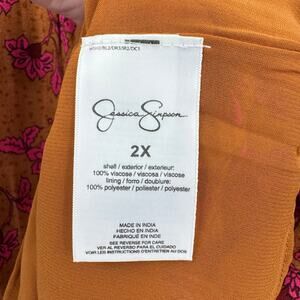 Jessica Simpson
2X
shell / exterior / exterieur:
100% viscose / viscosa / viscose
lining / forro / doublure:
100% polyester / poliester / polyester
MADE IN INDIA
HECHO EN INDIA
FABRIQUÉ EN INDE
SEE REVERSE FOR CARE
VER AL REVERSO PARA EL CUIDADO
VOIR LES INSTRUCTIONS D'ENTRETIEN AU DOS